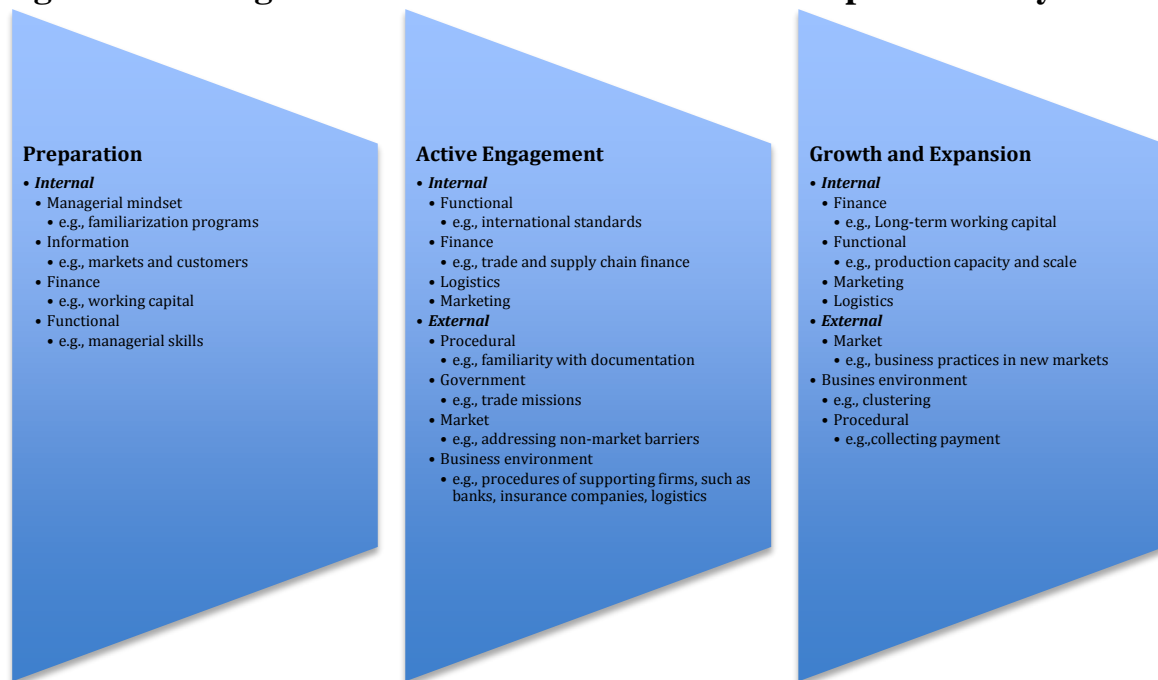 Preparation
• Internal
• Managerial mindset
• e.g., familiarization programs
• Information
• e.g., markets and customers
• Finance
• e.g., working capital
• Functional
• e.g., managerial skills
Active Engagement
• Internal
• Functional
• e.g., international standards
• Finance
• e.g., trade and supply chain finance
• Logistics
• Marketing
• External
• Procedural
• e.g., familiarity with documentation
• Government
• e.g., trade missions
• Market
• e.g., addressing non-market barriers
• Business environment
• e.g., procedures of supporting firms, such as
banks, insurance companies, logistics
Growth and Expansion
• Internal
• Finance
• e.g., Long-term working capital
• Functional
• e.g., production capacity and scale
• Marketing
• Logistics
• External
• Market
• e.g., business practices in new markets
• Busines environment
• e.g., clustering
• Procedural
• e.g.,collecting payment